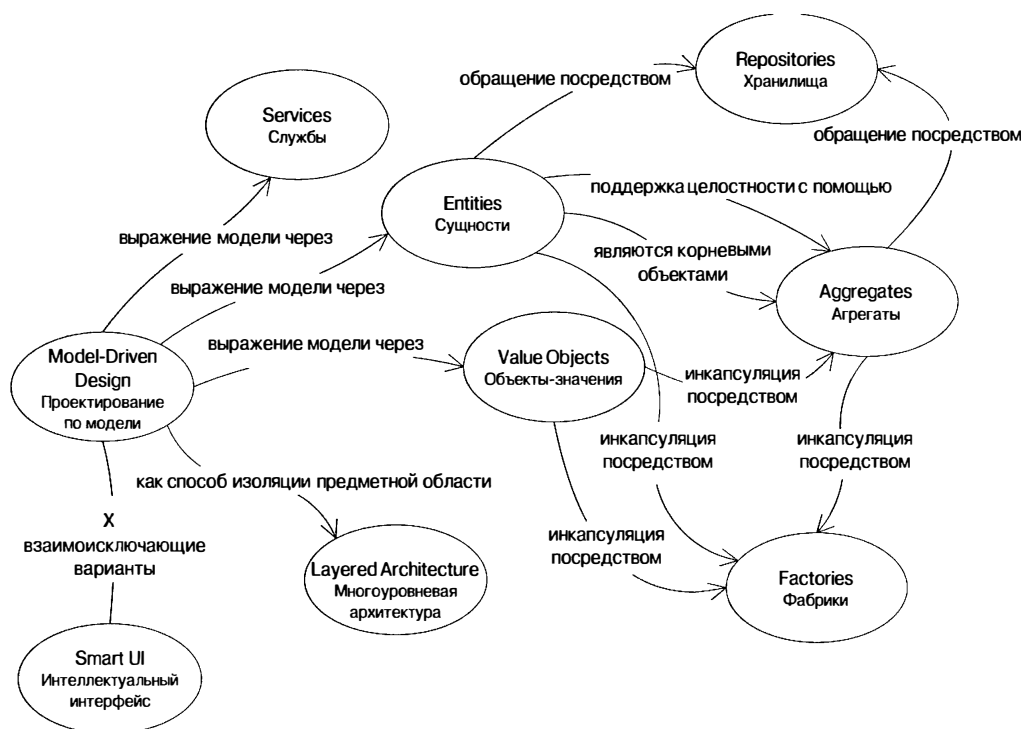 Repositories
Хранилища
обращение посредством
Services
Службы
обращение посредством
Entities
Сущности
поддержка целостности с помощью
выражение модели через
являются корневыми
объектами
выражение модели через
Aggregates
Агрегаты
выражение модели через
Model-Driven
Design
Проектирование
по модели
Value Objects
Объекты-значения
инкапсуляция
посредством
инкапсуляция
посредством
инкапсуляция
посредством
как способ изоляции предметной области
X
взаимоисключающие
варианты
инкапсуляция
посредством
Layered Architecture
Многоуровневая
архитектура
Factories
Фабрики
Smart UI
Интеллектуальный
интерфейс